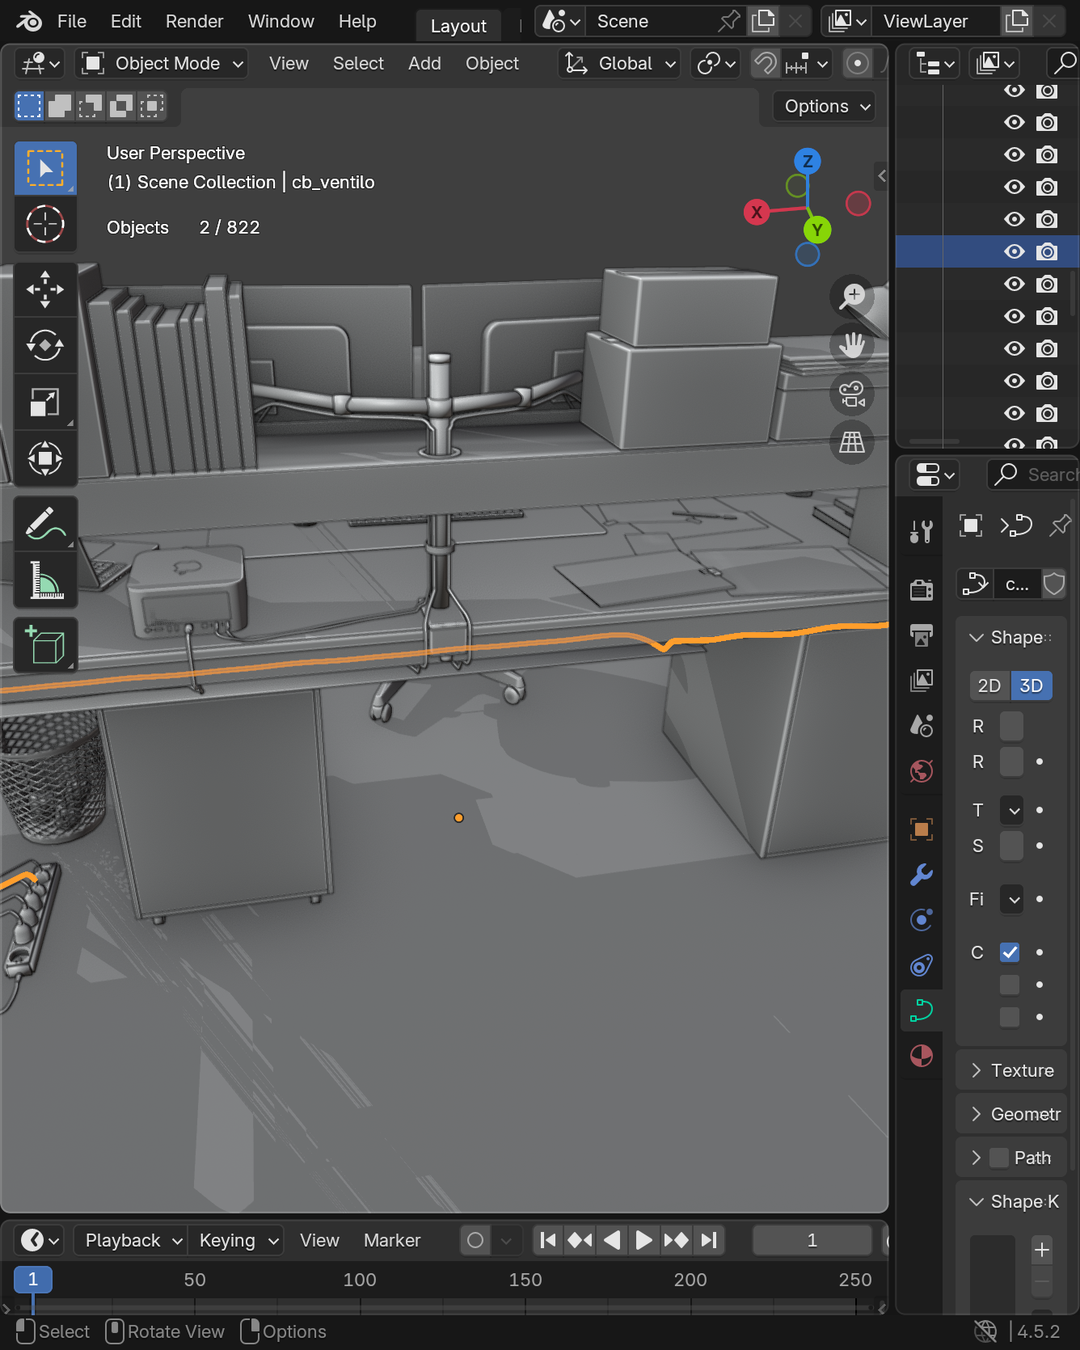 File Edit Render Window Help Layout Scene ViewLayer
Object Mode View Select Add Object Global
Options
User Perspective
(1) Scene Collection | cb_ventilo
Objects 2 / 822
Z
X
Y
Search
c...
Shape
2D 3D
R
R
T
S
Fi
C
Texture
Geometr
Path
Shape K
Playback Keying View Marker 1
1 50 100 150 200 250
Select Rotate View Options 4.5.2